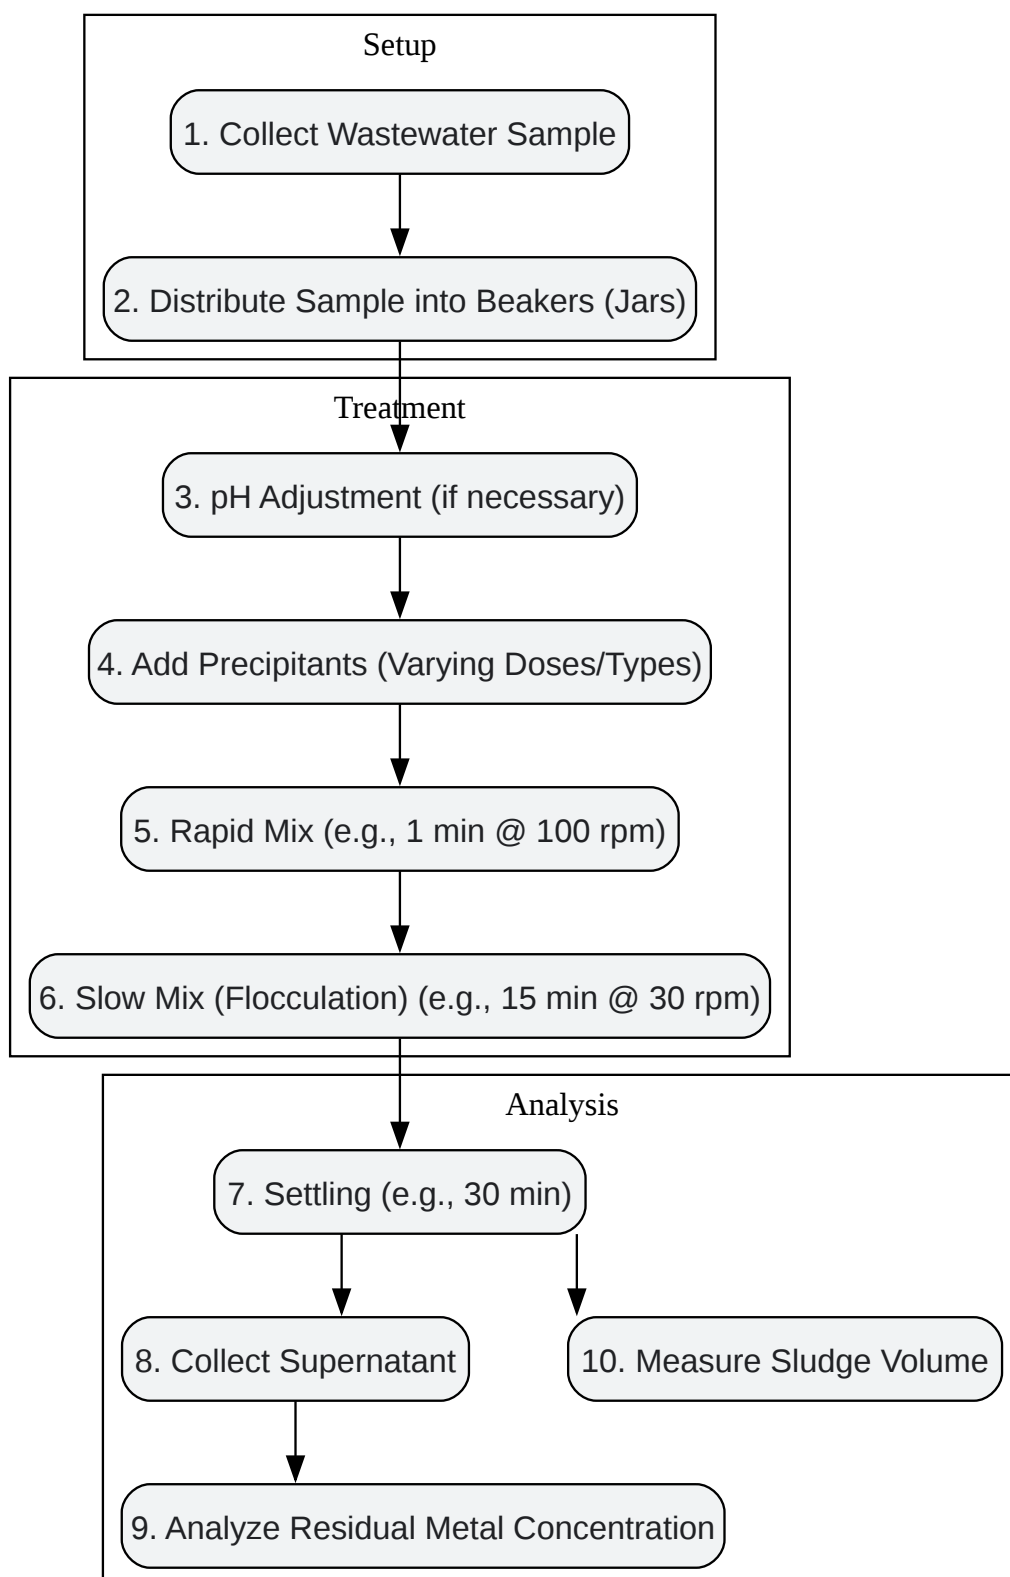 Setup
1. Collect Wastewater Sample
2. Distribute Sample into Beakers (Jars)
Treatment
3. pH Adjustment (if necessary)
4. Add Precipitants (Varying Doses/Types)
5. Rapid Mix (e.g., 1 min @ 100 rpm)
6. Slow Mix (Flocculation) (e.g., 15 min @ 30 rpm)
Analysis
7. Settling (e.g., 30 min)
8. Collect Supernatant
10. Measure Sludge Volume
9. Analyze Residual Metal Concentration